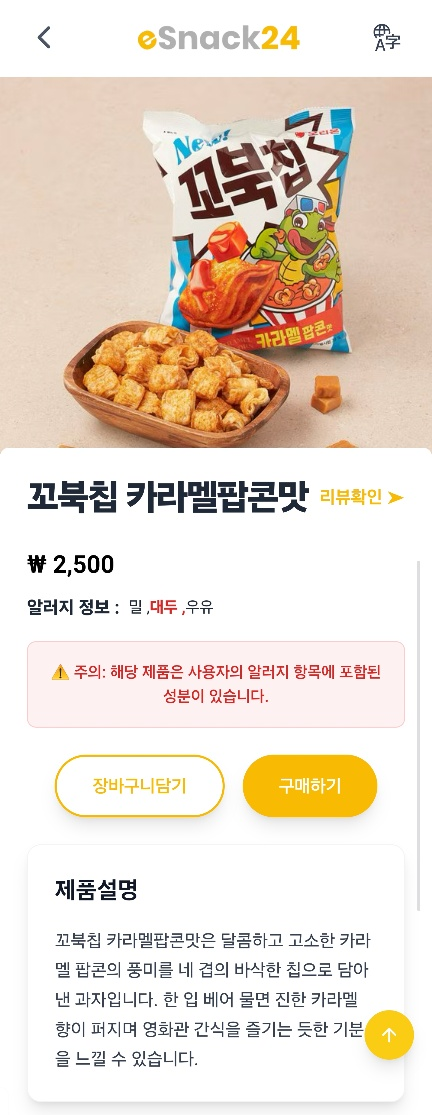 eSnack24
A字
New!
오리온
꼬북칩
카라멜팝콘맛
꼬북칩 카라멜팝콘맛 리뷰확인 ➤
₩ 2,500
알러지 정보 : 밀 ,대두 ,우유
⚠️ 주의: 해당 제품은 사용자의 알러지 항목에 포함된
성분이 있습니다.
장바구니담기 구매하기
제품설명
꼬북칩 카라멜팝콘맛은 달콤하고 고소한 카라
멜 팝콘의 풍미를 네 겹의 바삭한 칩으로 담아
낸 과자입니다. 한 입 베어 물면 진한 카라멜
향이 퍼지며 영화관 간식을 즐기는 듯한 기분
을 느낄 수 있습니다.